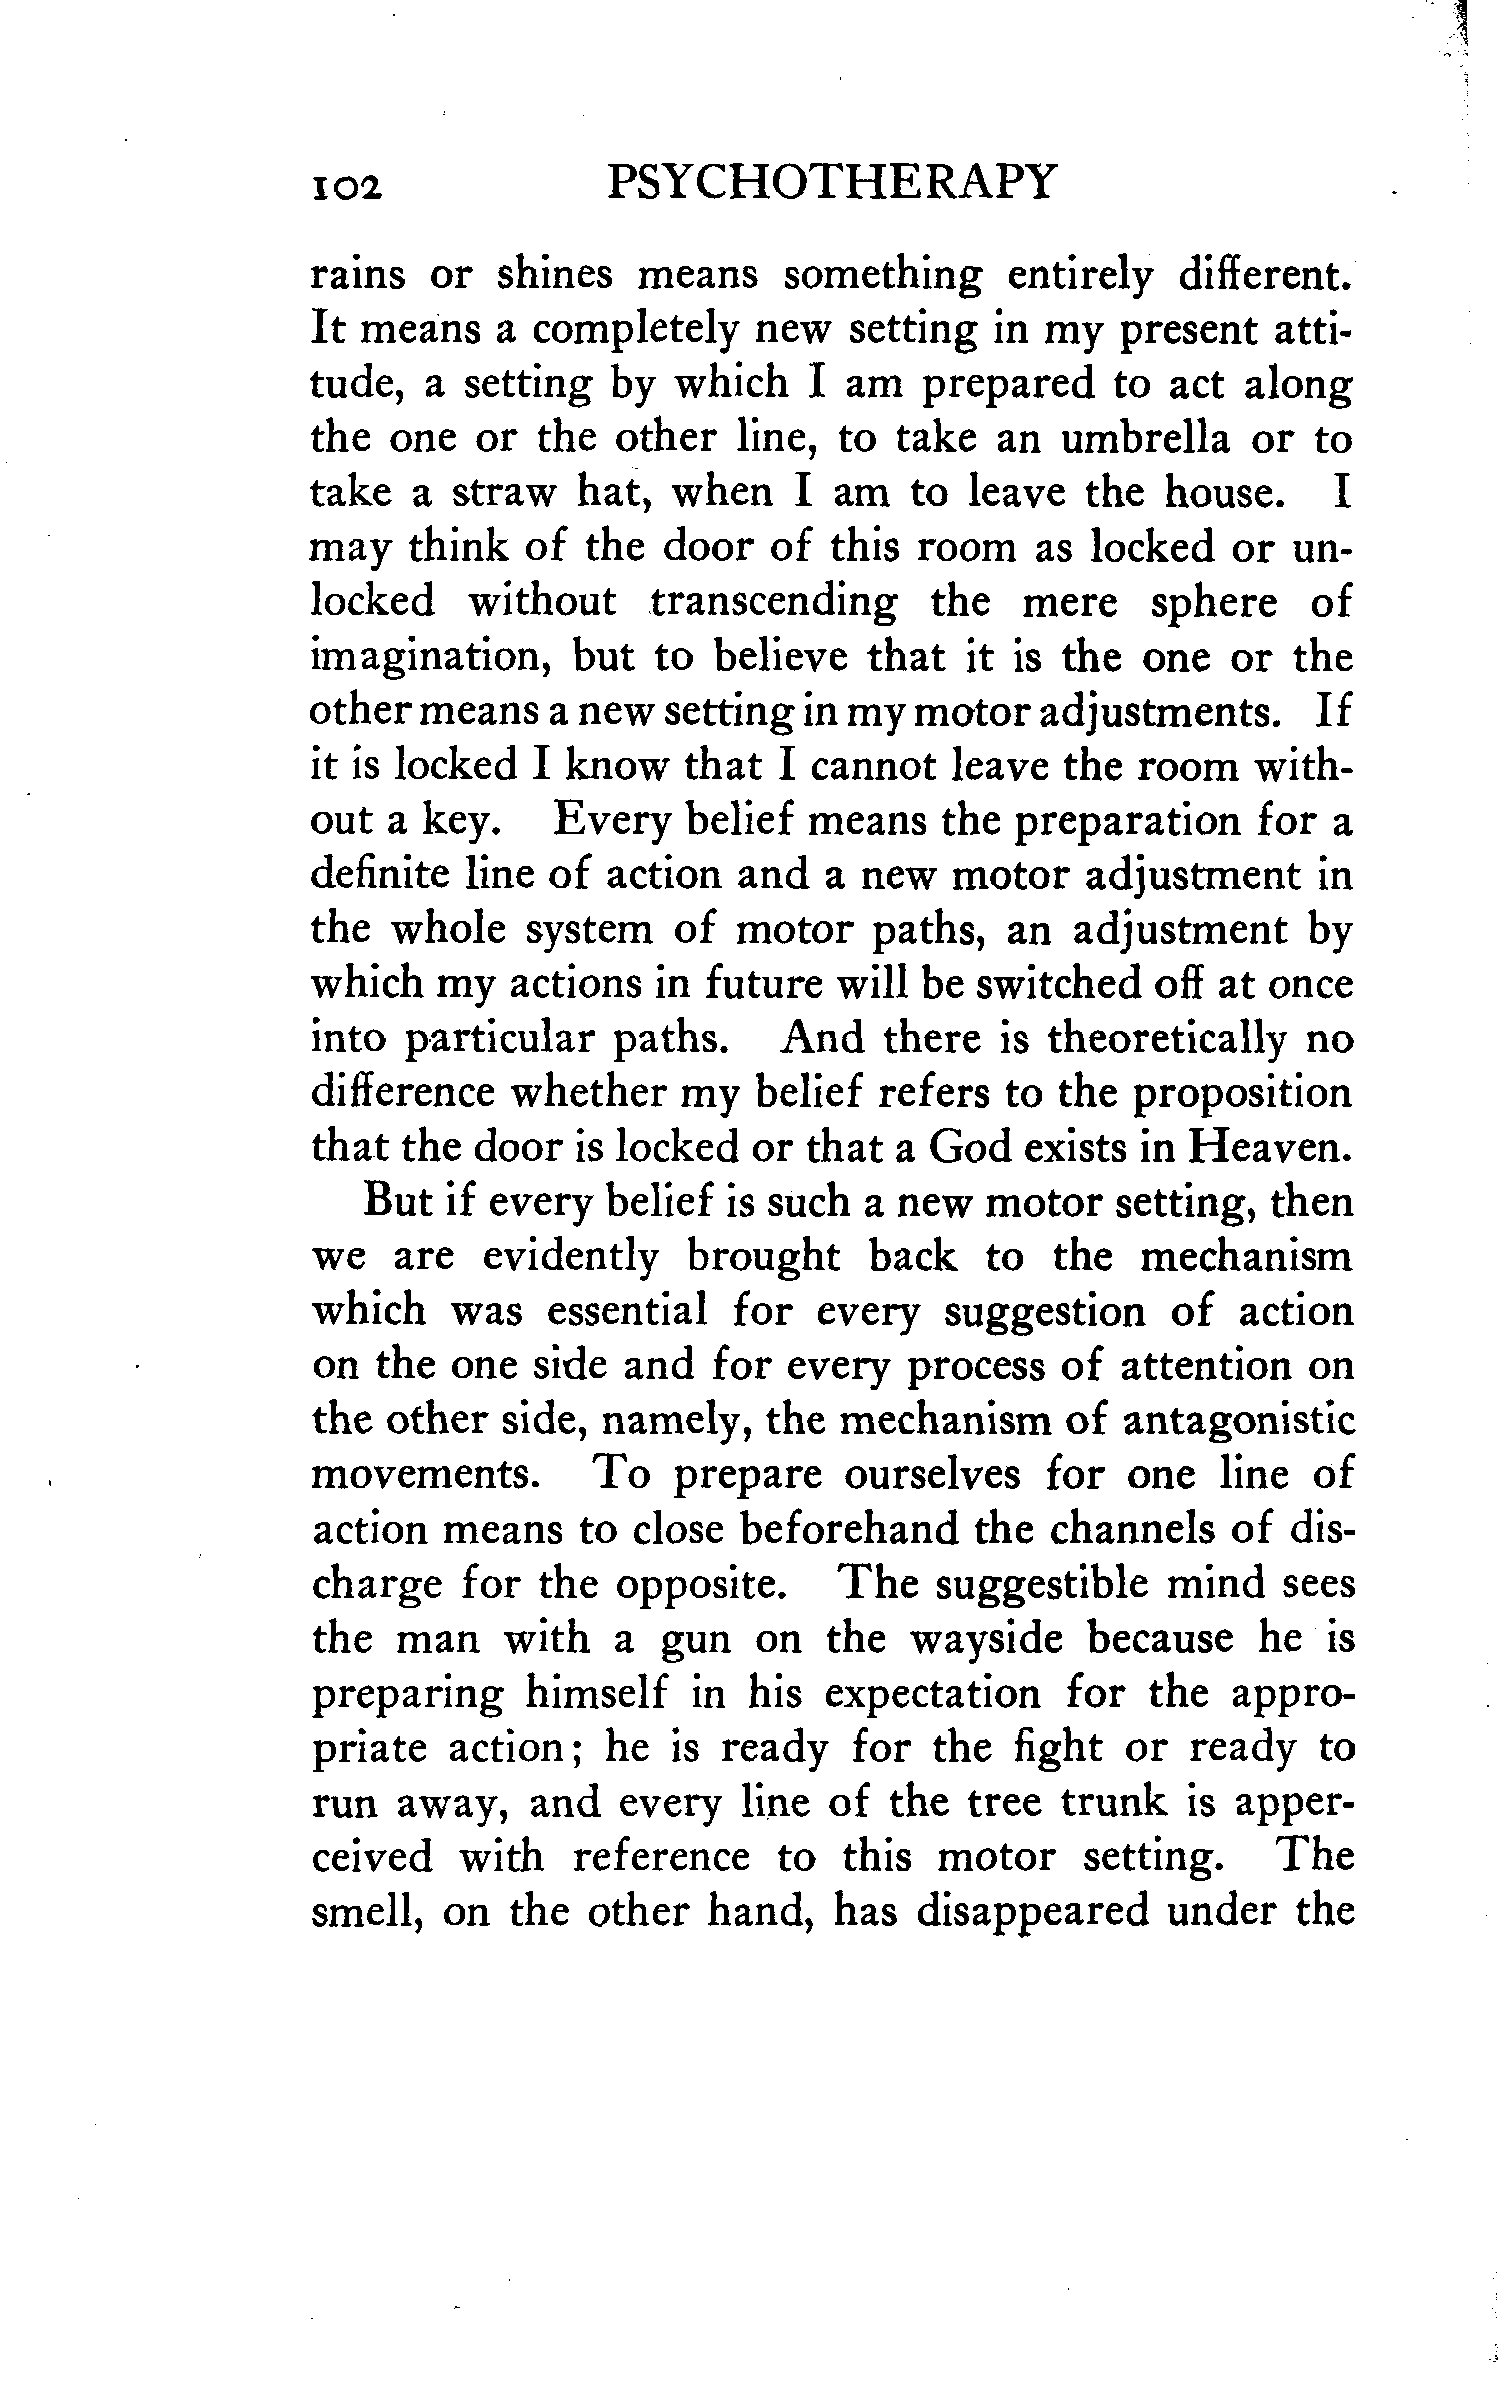 102 PSYCHOTHERAPY
rains or shines means something entirely different.
It means a completely new setting in my present atti-
tude, a setting by which I am prepared to act along
the one or the other line, to take an umbrella or to
take a straw hat, when I am to leave the house. I
may think of the door of this room as locked or un-
locked without transcending the mere sphere of
imagination, but to believe that it is the one or the
other means a new setting in my motor adjustments. If
it is locked I know that I cannot leave the room with-
out a key. Every belief means the preparation for a
definite line of action and a new motor adjustment in
the whole system of motor paths, an adjustment by
which my actions in future will be switched off at once
into particular paths. And there is theoretically no
difference whether my belief refers to the proposition
that the door is locked or that a God exists in Heaven.
But if every belief is such a new motor setting, then
we are evidently brought back to the mechanism
which was essential for every suggestion of action
on the one side and for every process of attention on
the other side, namely, the mechanism of antagonistic
movements. To prepare ourselves for one line of
action means to close beforehand the channels of dis-
charge for the opposite. The suggestible mind sees
the man with a gun on the wayside because he is
preparing himself in his expectation for the appro-
priate action; he is ready for the fight or ready to
run away, and every line of the tree trunk is apper-
ceived with reference to this motor setting. The
smell, on the other hand, has disappeared under the